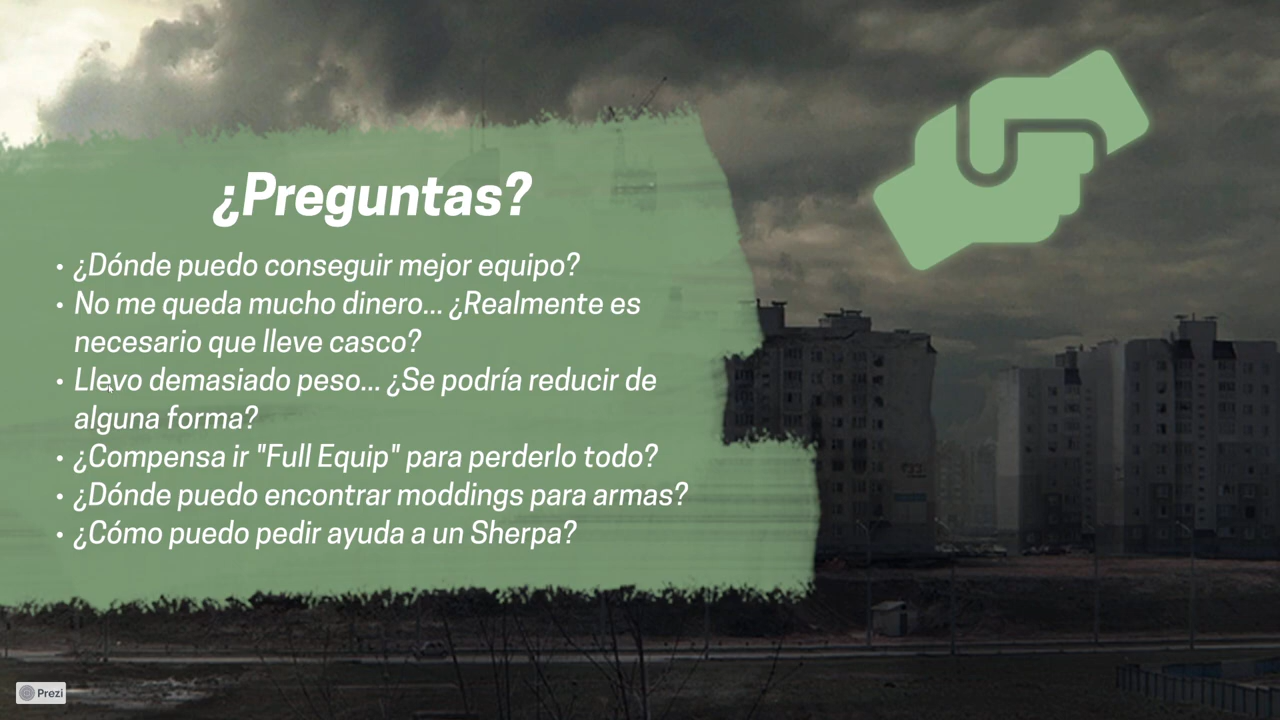 ¿Preguntas?
• ¿Dónde puedo conseguir mejor equipo?
• No me queda mucho dinero... ¿Realmente es
necesario que lleve casco?
• Llevo demasiado peso... ¿Se podría reducir de
alguna forma?
• ¿Compensa ir "Full Equip" para perderlo todo?
• ¿Dónde puedo encontrar moddings para armas?
• ¿Cómo puedo pedir ayuda a un Sherpa?
Prezi